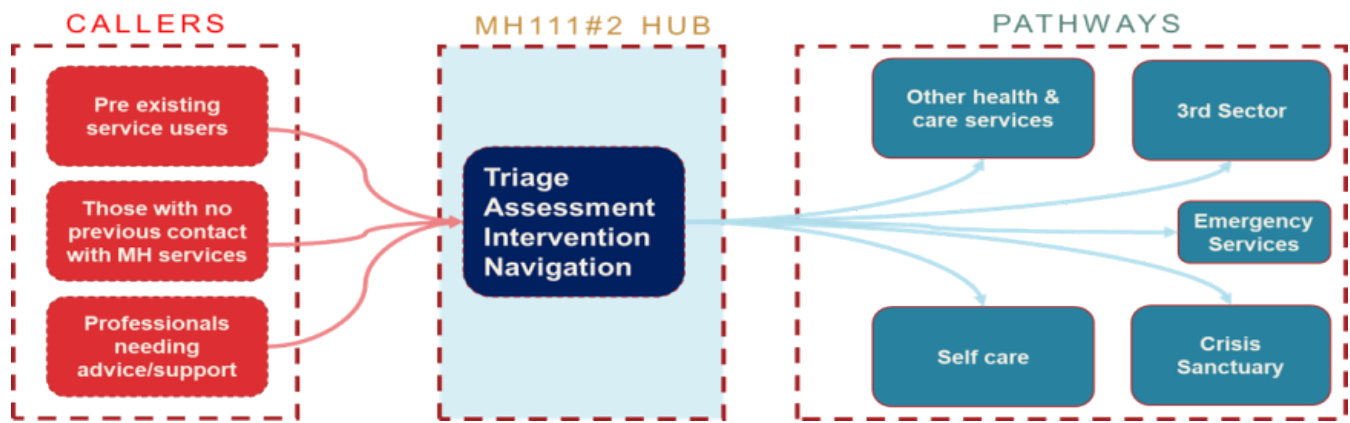 CALLERS
Pre existing
service users
Those with no
previous contact
with MH services
Professionals
needing
advice/support
MH111#2 HUB
Triage
Assessment
Intervention
Navigation
PATHWAYS
Other health &
care services
3rd Sector
Emergency
Services
Self care
Crisis
Sanctuary